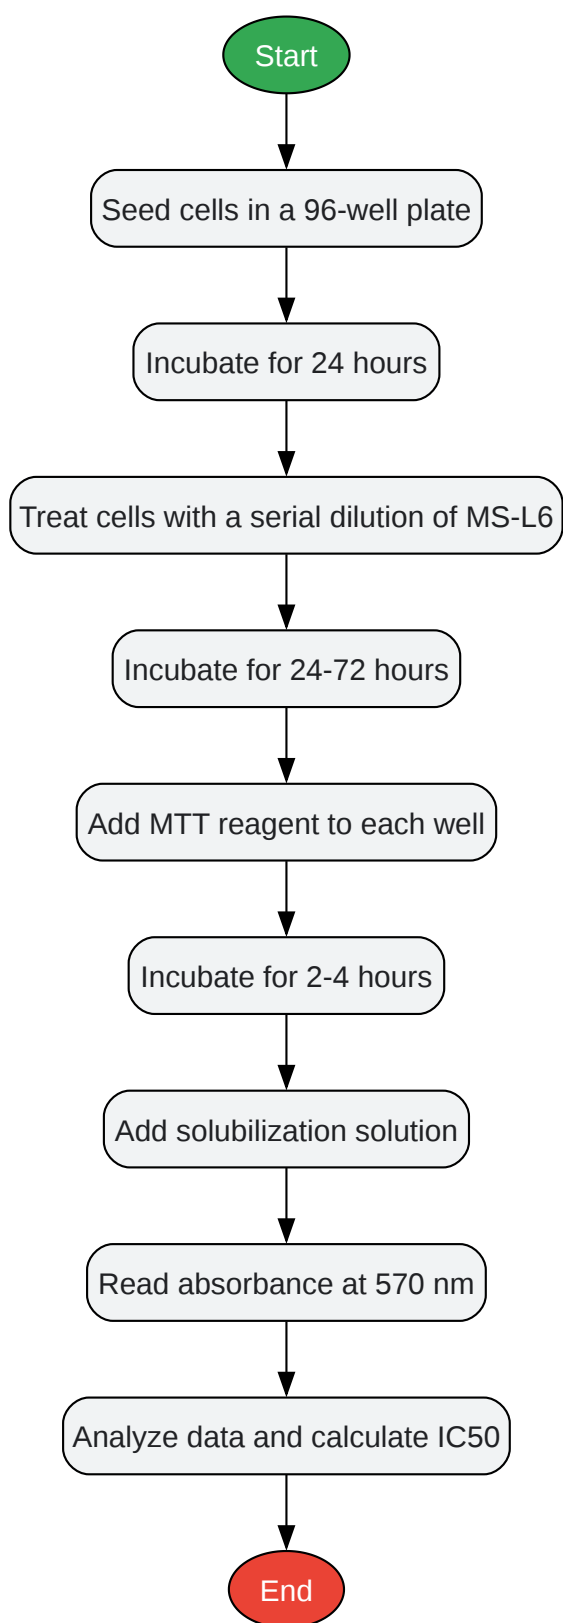 Start
Seed cells in a 96-well plate
Incubate for 24 hours
Treat cells with a serial dilution of MS-L6
Incubate for 24-72 hours
Add MTT reagent to each well
Incubate for 2-4 hours
Add solubilization solution
Read absorbance at 570 nm
Analyze data and calculate IC50
End